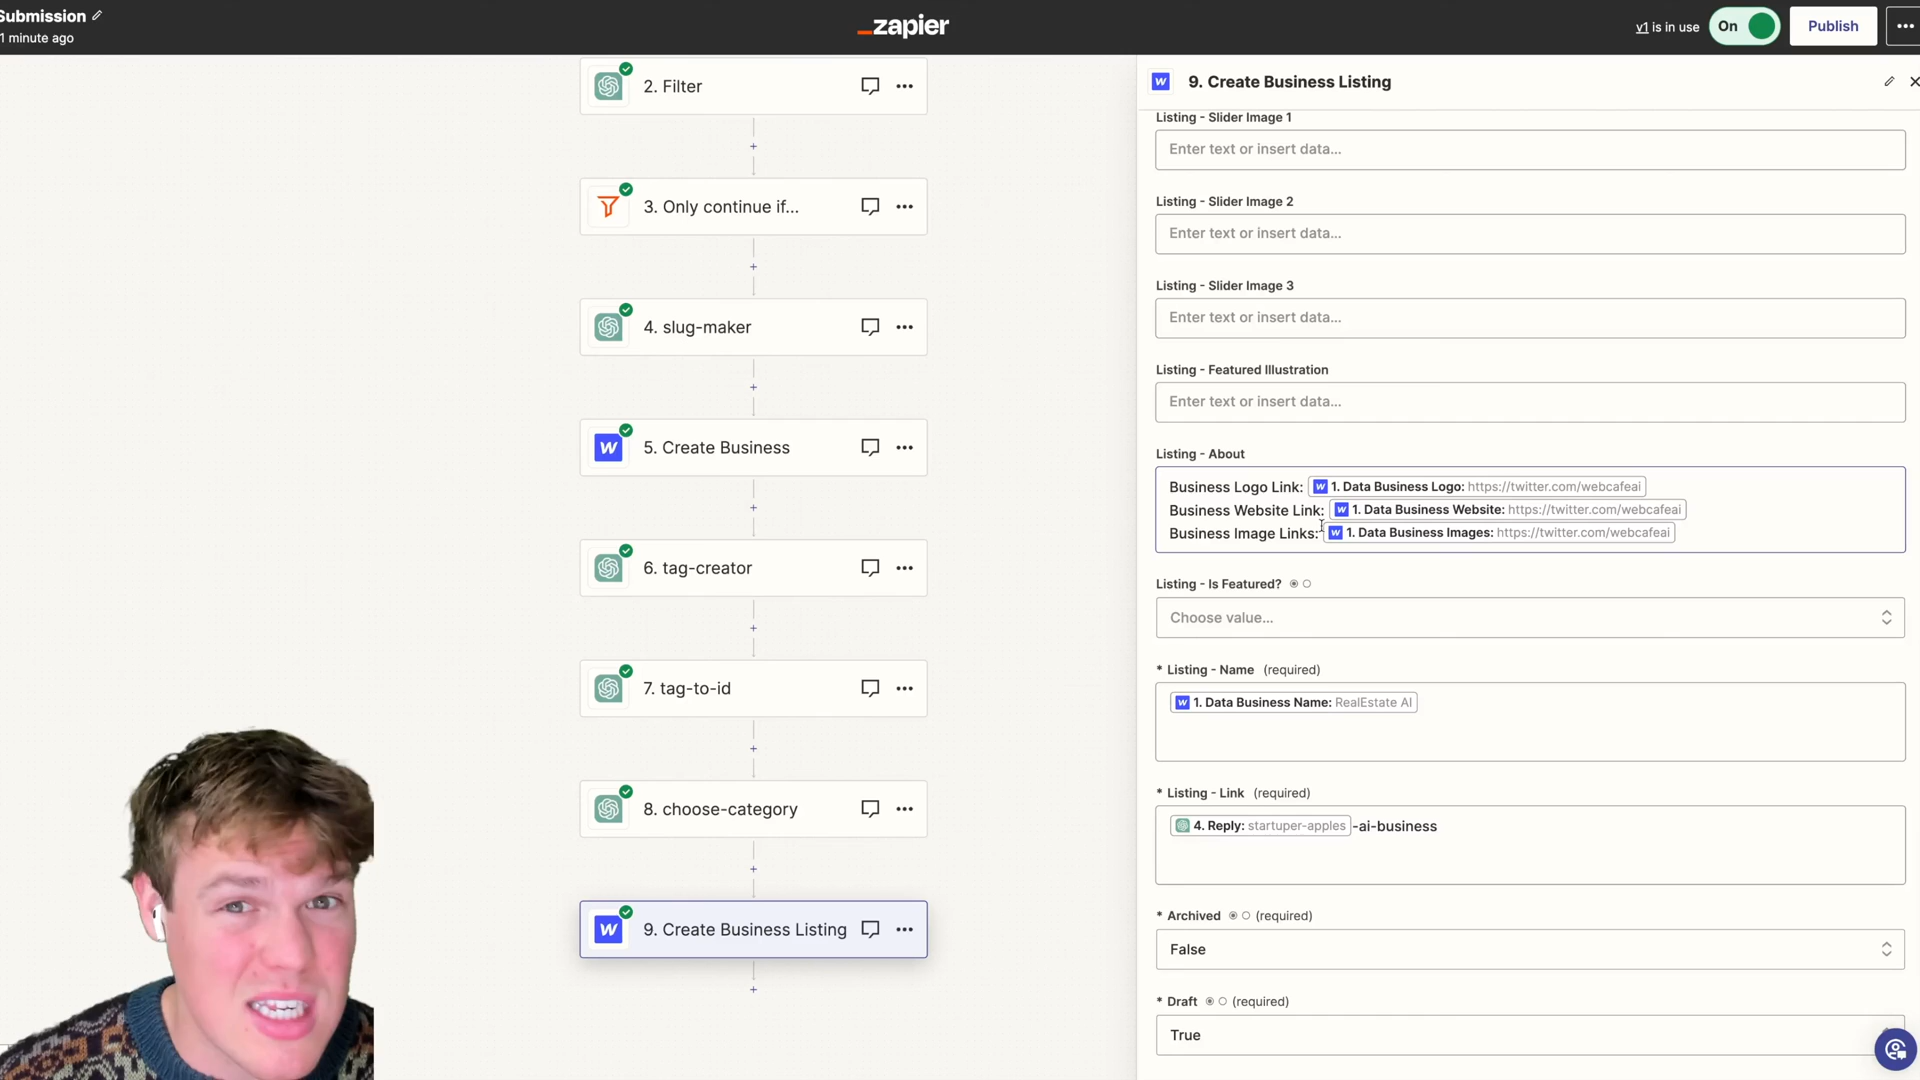 Submission
1 minute ago
zapier
v1 is in use
On
Publish
2. Filter
3. Only continue if...
4. slug-maker
5. Create Business
6. tag-creator
7. tag-to-id
8. choose-category
9. Create Business Listing
9. Create Business Listing
Listing - Slider Image 1
Enter text or insert data...
Listing - Slider Image 2
Enter text or insert data...
Listing - Slider Image 3
Enter text or insert data...
Listing - Featured Illustration
Enter text or insert data...
Listing - About
Business Logo Link: 1. Data Business Logo: https://twitter.com/webcafeai
Business Website Link: 1. Data Business Website: https://twitter.com/webcafeai
Business Image Links: 1. Data Business Images: https://twitter.com/webcafeai
Listing - Is Featured?
Choose value...
* Listing - Name (required)
1. Data Business Name: RealEstate AI
* Listing - Link (required)
4. Reply: startuper-apples -ai-business
* Archived (required)
False
* Draft (required)
True